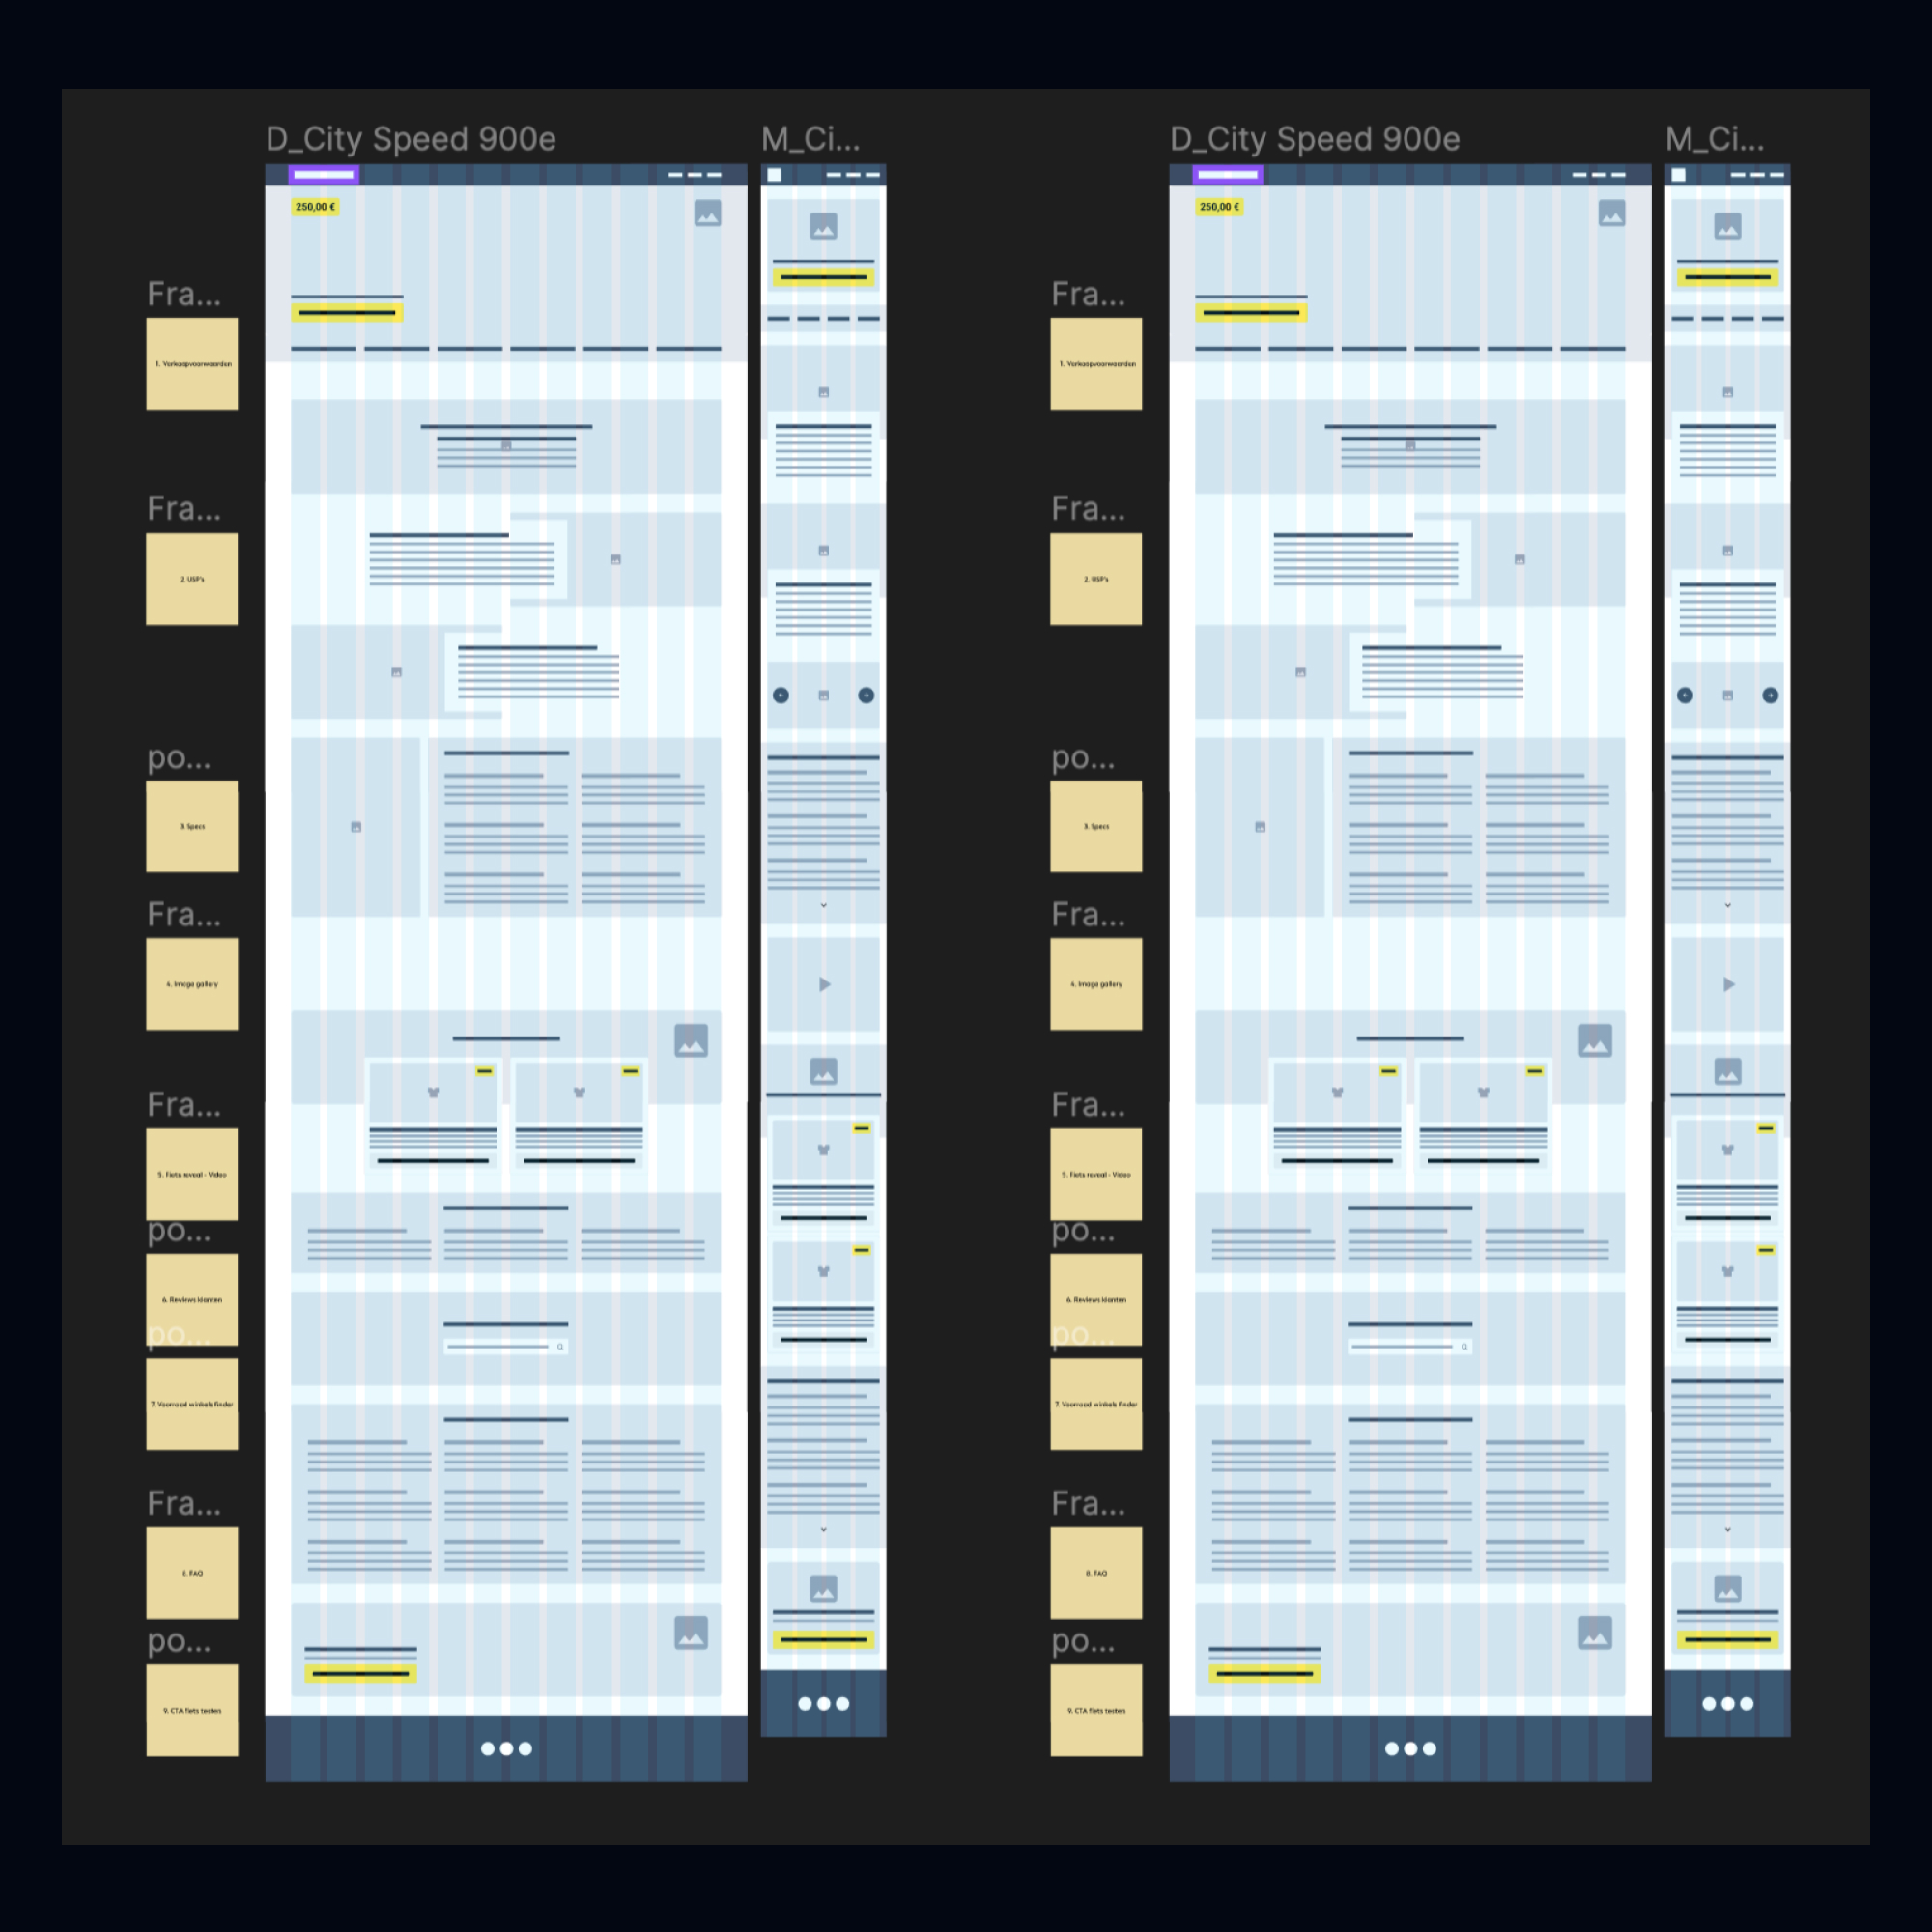 D_City Speed 900e
M_Ci...
250,00 €
Fra...
1. Verkoopvoorwaarden
Fra...
2. USP's
po...
3. Specs
Fra...
4. Image gallery
Fra...
5. Fiets reveal - Video
po...
6. Reviews klanten
po...
7. Voorraad winkels finder
Fra...
8. FAQ
po...
9. CTA fiets testen
D_City Speed 900e
M_Ci...
250,00 €
Fra...
1. Verkoopvoorwaarden
Fra...
2. USP's
po...
3. Specs
Fra...
4. Image gallery
Fra...
5. Fiets reveal - Video
po...
6. Reviews klanten
po...
7. Voorraad winkels finder
Fra...
8. FAQ
po...
9. CTA fiets testen